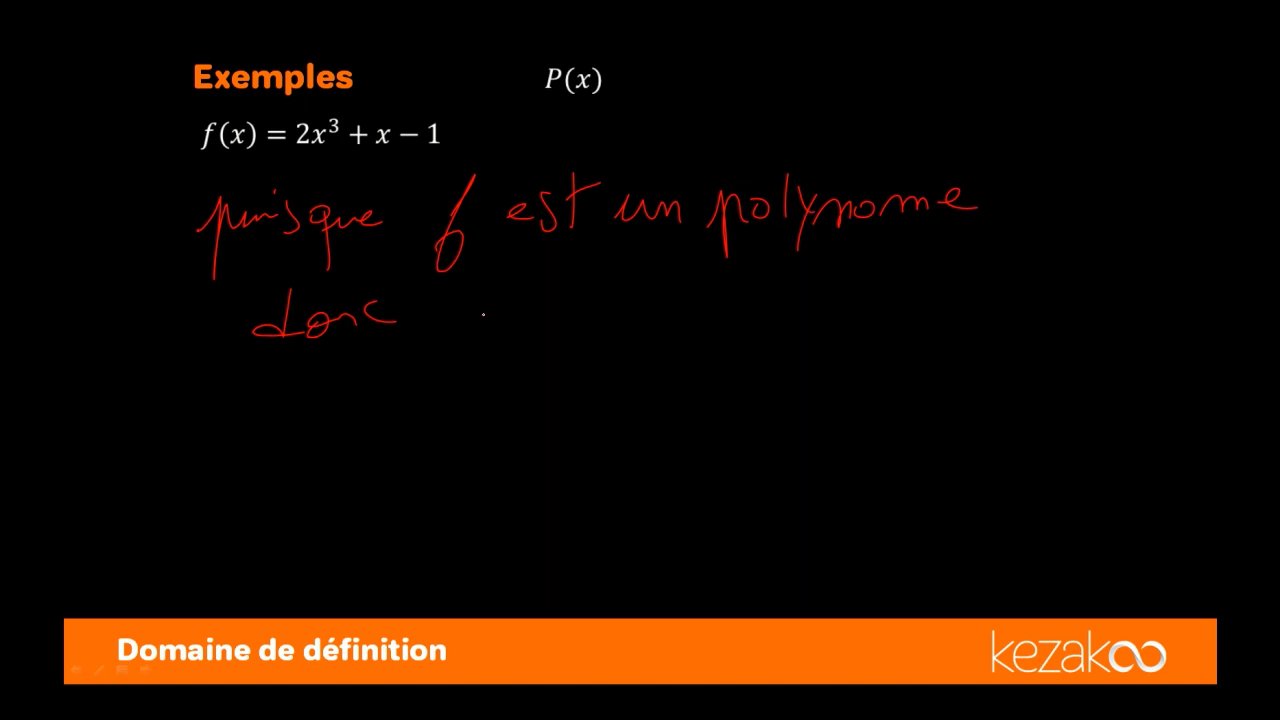 Exemples P(x)
f(x) = 2x³ + x − 1
puisque f est un polynome
donc
Domaine de définition kezakoo